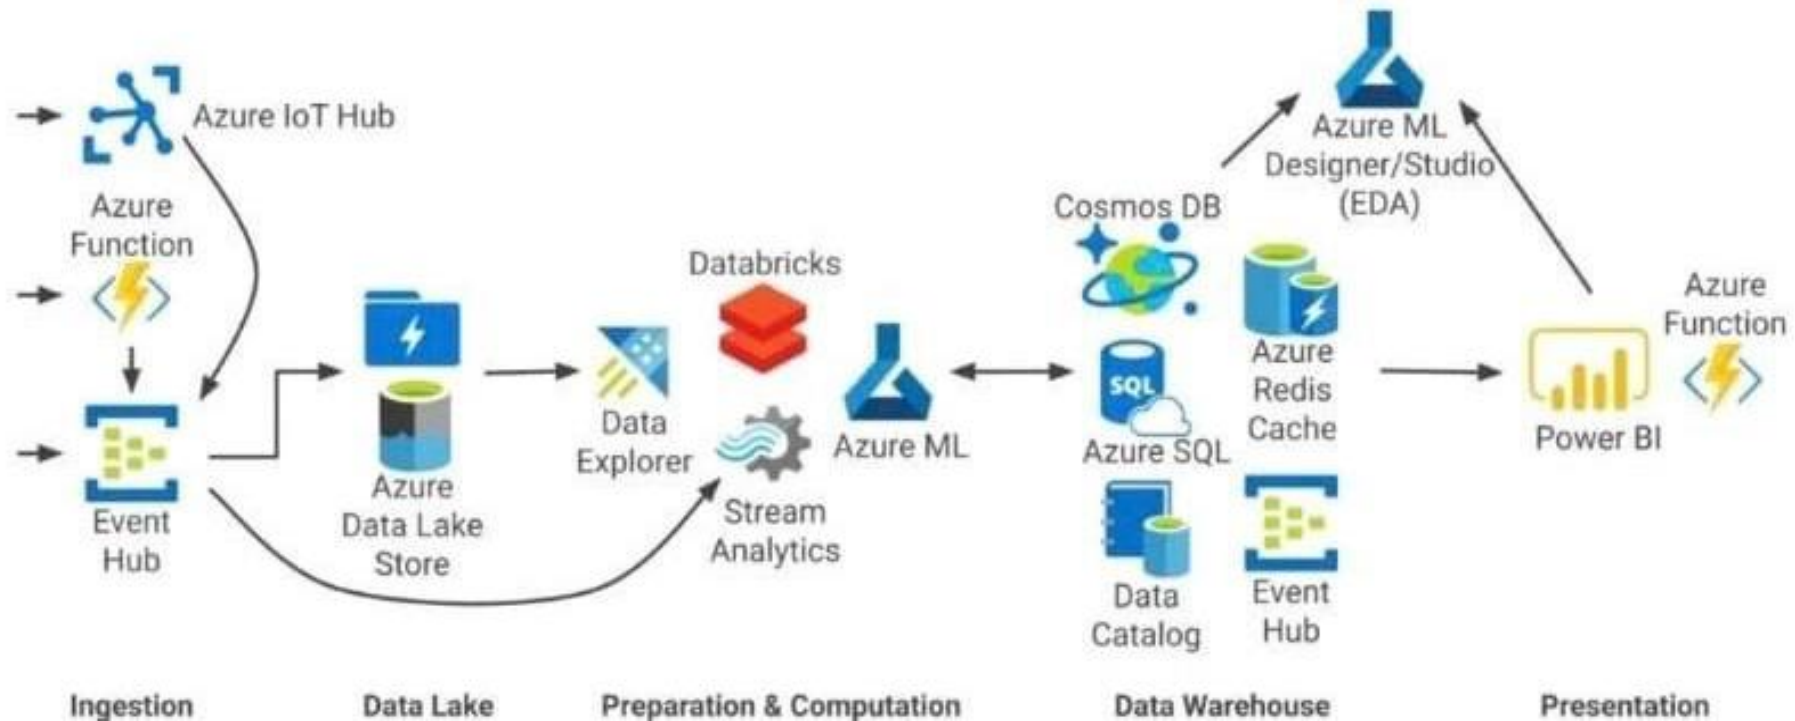 Azure IoT Hub
Azure
Function
Event
Hub
Azure
Data Lake
Store
Databricks
Data
Explorer
Stream
Analytics
Azure ML
Cosmos DB
Azure
Redis
Cache
SQL
Azure SQL
Data
Catalog
Event
Hub
Azure ML
Designer/Studio
(EDA)
Power BI
Azure
Function
Ingestion
Data Lake
Preparation & Computation
Data Warehouse
Presentation